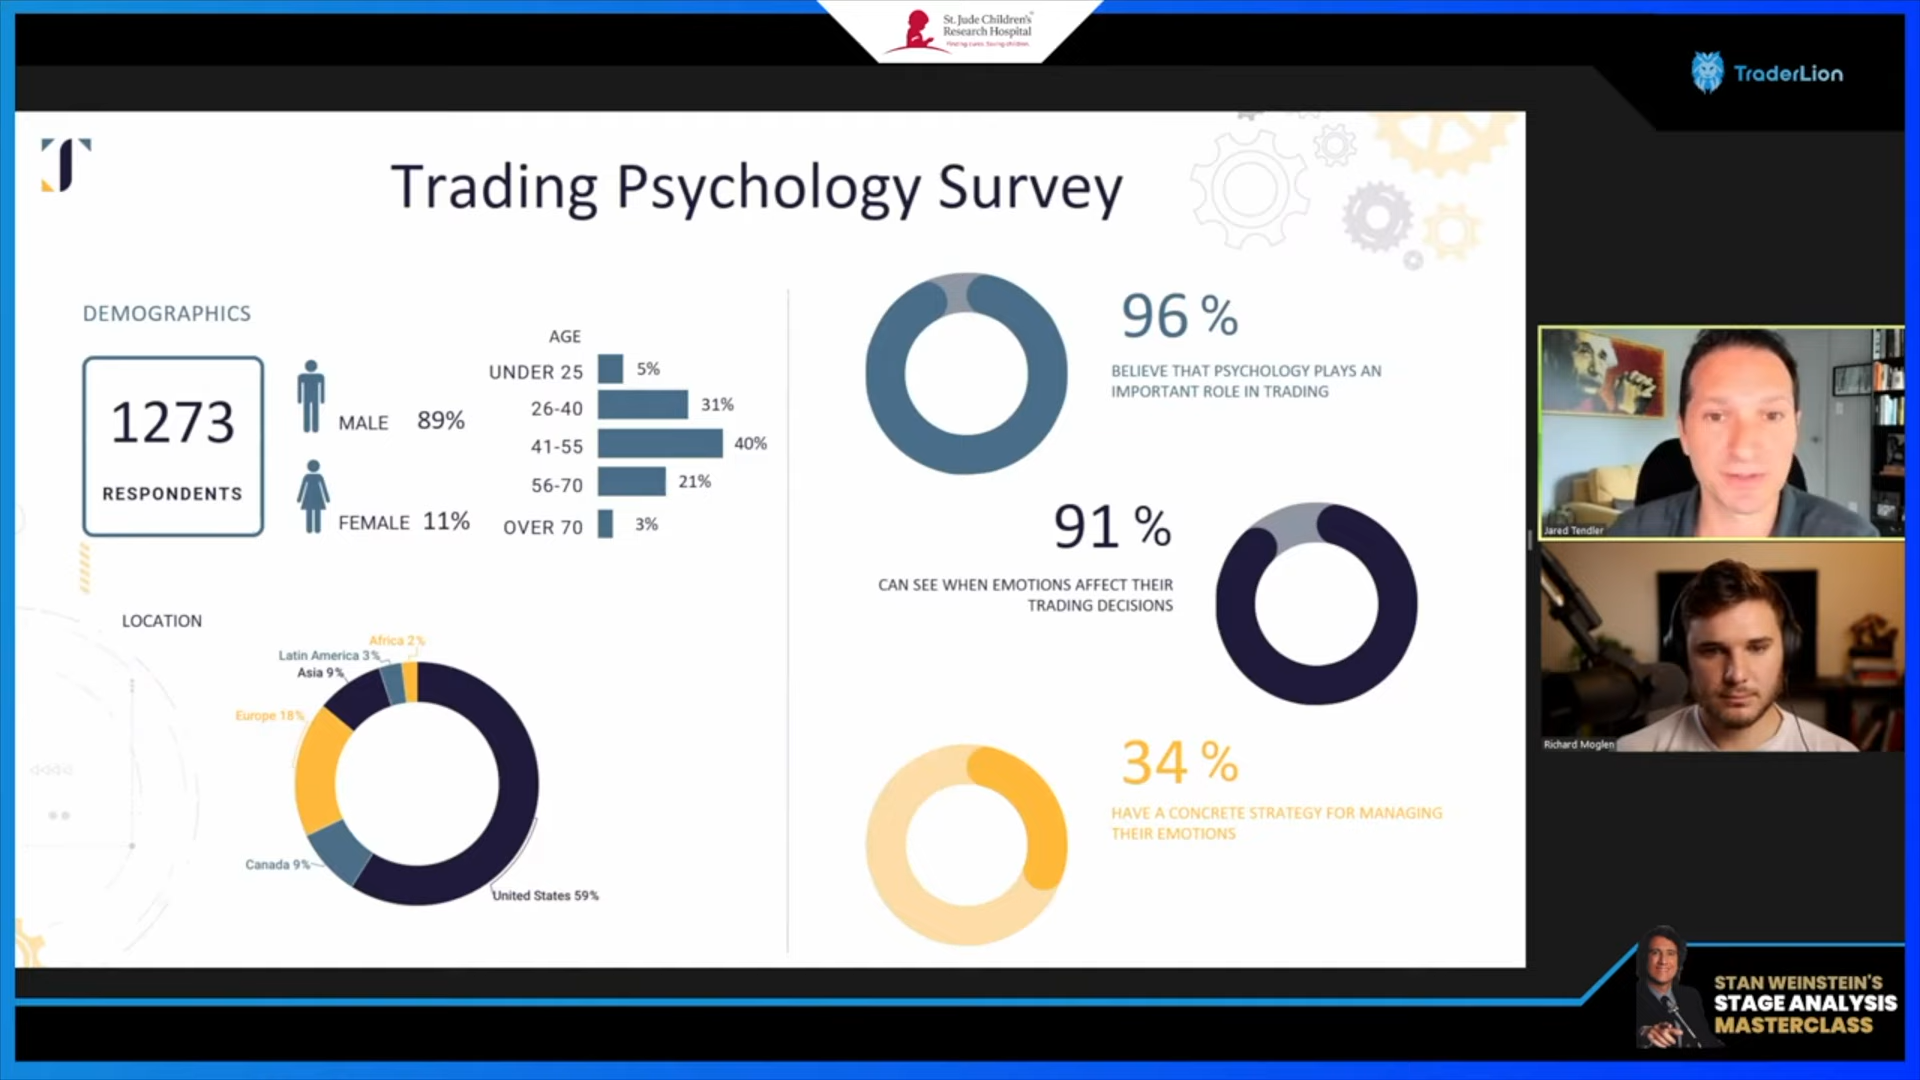 St. Jude Children's
Research Hospital
Finding cures. Saving children.
TraderLion
Trading Psychology Survey
DEMOGRAPHICS
1273
RESPONDENTS
MALE 89%
FEMALE 11%
AGE
UNDER 25 5%
26-40 31%
41-55 40%
56-70 21%
OVER 70 3%
LOCATION
Africa 2%
Latin America 3%
Asia 9%
Europe 18%
Canada 9%
United States 59%
96 %
BELIEVE THAT PSYCHOLOGY PLAYS AN
IMPORTANT ROLE IN TRADING
91 %
CAN SEE WHEN EMOTIONS AFFECT THEIR
TRADING DECISIONS
34 %
HAVE A CONCRETE STRATEGY FOR MANAGING
THEIR EMOTIONS
Jared Tendler
Richard Moglen
STAN WEINSTEIN'S
STAGE ANALYSIS
MASTERCLASS